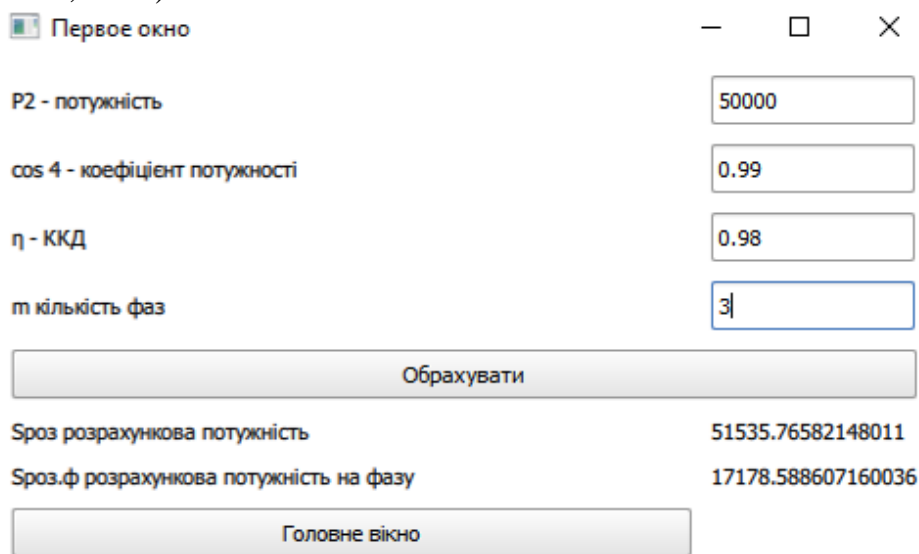 Первое окно
P2 - потужність 50000
cos 4 - коефіцієнт потужності 0.99
η - ККД 0.98
m кількість фаз 3
Обрахувати
Sроз розрахункова потужність 51535.76582148011
Sроз.ф розрахункова потужність на фазу 17178.588607160036
Головне вікно